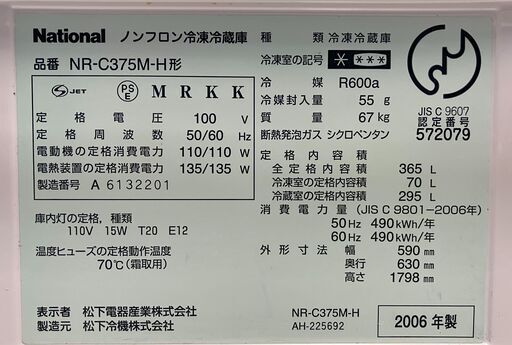 National ノンフロン冷凍冷蔵庫
品番 NR-C375M-H形
S JET PSE MRKK
定格電圧 100 V
定格周波数 50/60 Hz
電動機の定格消費電力 110/110 W
電熱装置の定格消費電力 135/135 W
製造番号 A 6132201
庫内灯の定格，種類
110V 15W T20 E12
温度ヒューズの定格動作温度
70℃(霜取用)
表示者 松下電器産業株式会社
製造元 松下冷機株式会社
種類 冷凍冷蔵庫
冷凍室の記号 * ***
冷媒 R600a
冷媒封入量 55 g
質量 67 kg
断熱発泡ガス シクロペンタン
JIS C 9607
認定番号
572079
定格内容積
全定格内容積 365 L
冷凍室の定格内容積 70 L
冷蔵室の定格内容積 295 L
消費電力量(JIS C 9801-2006年)
50Hz 490kWh/年
60Hz 490kWh/年
外形寸法 幅 590 mm
奥行 630 mm
高さ 1798 mm
NR-C375M-H
AH-225692
2006年製